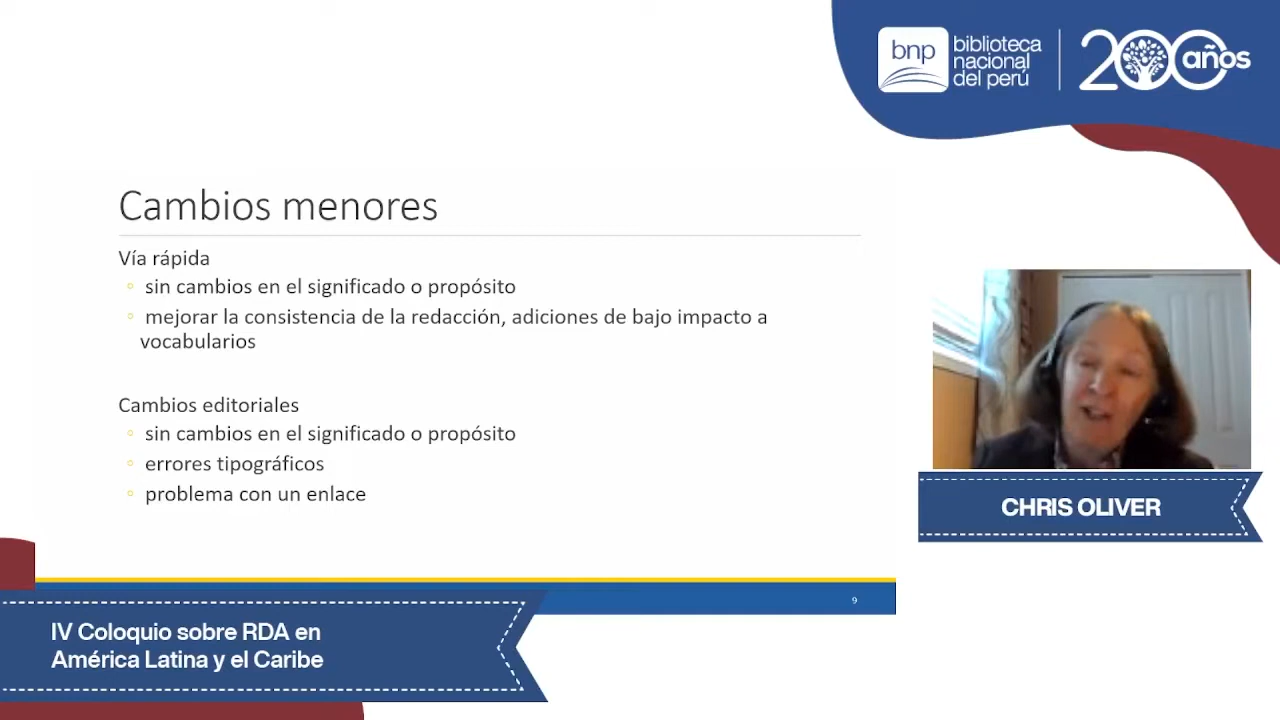 bnp
biblioteca
nacional
del perú
200 años
Cambios menores
Vía rápida
sin cambios en el significado o propósito
mejorar la consistencia de la redacción, adiciones de bajo impacto a
vocabularios
Cambios editoriales
sin cambios en el significado o propósito
errores tipográficos
problema con un enlace
CHRIS OLIVER
9
IV Coloquio sobre RDA en
América Latina y el Caribe